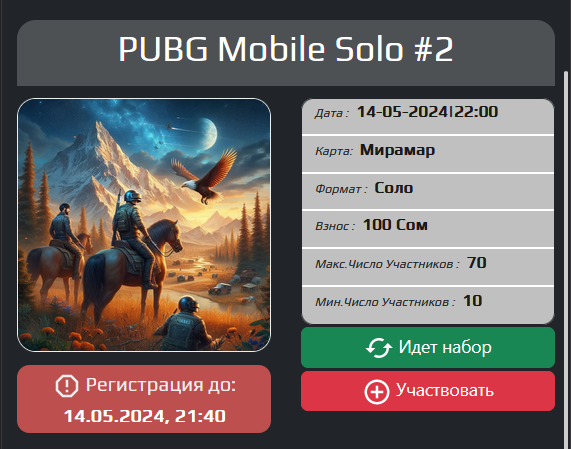 PUBG Mobile Solo #2
Дата : 14-05-2024|22:00
Карта: Мирамар
Формат : Соло
Взнос : 100 Сом
Макс.Число Участников : 70
Мин.Число Участников : 10
Идет набор
Участвовать
Регистрация до:
14.05.2024, 21:40